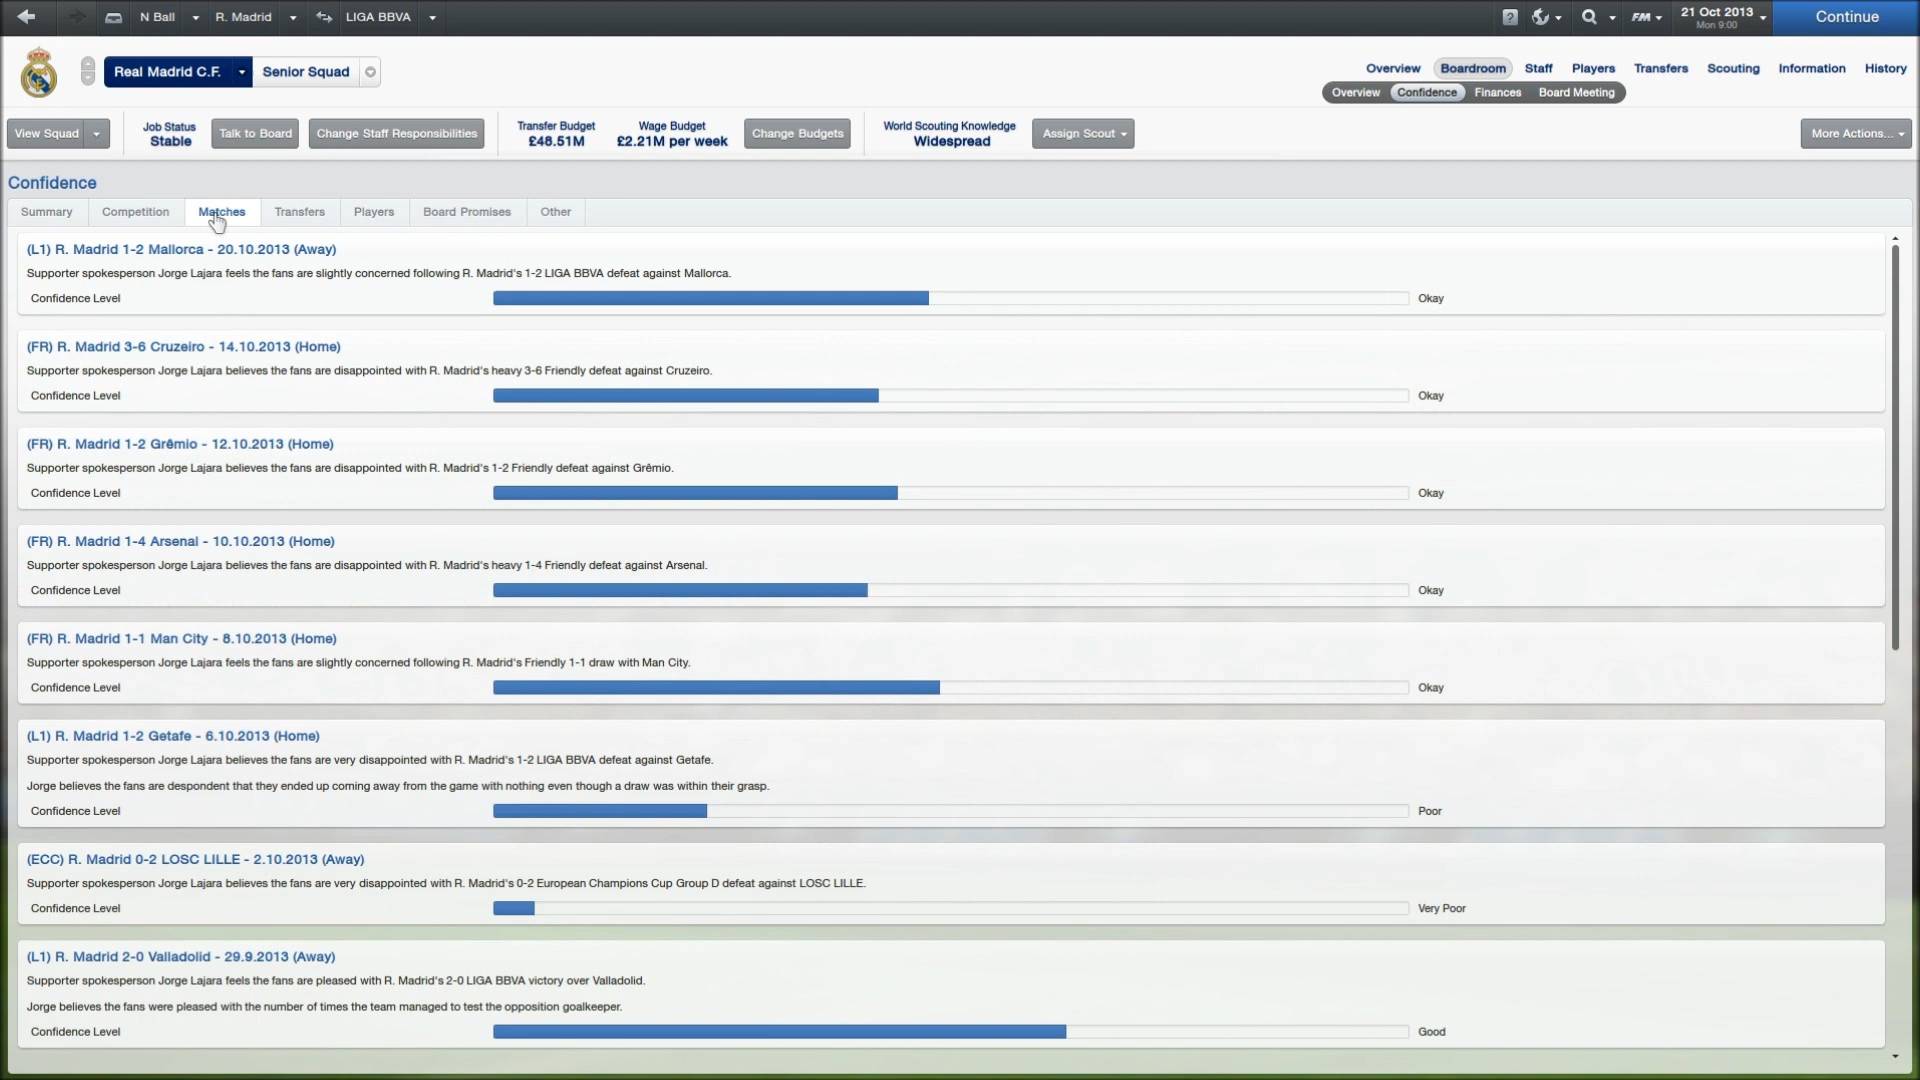 N Ball R. Madrid LIGA BBVA ? FM 21 Oct 2013 Continue
Mon 9:00
Real Madrid C.F. Senior Squad
Overview Boardroom Staff Players Transfers Scouting Information History
Overview Confidence Finances Board Meeting
View Squad
Job Status
Stable
Talk to Board
Change Staff Responsibilities
Transfer Budget
£48.51M
Wage Budget
£2.21M per week
Change Budgets
World Scouting Knowledge
Widespread
Assign Scout
More Actions...
Confidence
Summary Competition Matches Transfers Players Board Promises Other
(L1) R. Madrid 1-2 Mallorca - 20.10.2013 (Away)
Supporter spokesperson Jorge Lajara feels the fans are slightly concerned following R. Madrid's 1-2 LIGA BBVA defeat against Mallorca.
Confidence Level Okay
(FR) R. Madrid 3-6 Cruzeiro - 14.10.2013 (Home)
Supporter spokesperson Jorge Lajara believes the fans are disappointed with R. Madrid's heavy 3-6 Friendly defeat against Cruzeiro.
Confidence Level Okay
(FR) R. Madrid 1-2 Grêmio - 12.10.2013 (Home)
Supporter spokesperson Jorge Lajara believes the fans are disappointed with R. Madrid's 1-2 Friendly defeat against Grêmio.
Confidence Level Okay
(FR) R. Madrid 1-4 Arsenal - 10.10.2013 (Home)
Supporter spokesperson Jorge Lajara believes the fans are disappointed with R. Madrid's heavy 1-4 Friendly defeat against Arsenal.
Confidence Level Okay
(FR) R. Madrid 1-1 Man City - 8.10.2013 (Home)
Supporter spokesperson Jorge Lajara feels the fans are slightly concerned following R. Madrid's Friendly 1-1 draw with Man City.
Confidence Level Okay
(L1) R. Madrid 1-2 Getafe - 6.10.2013 (Home)
Supporter spokesperson Jorge Lajara believes the fans are very disappointed with R. Madrid's 1-2 LIGA BBVA defeat against Getafe.
Jorge believes the fans are despondent that they ended up coming away from the game with nothing even though a draw was within their grasp.
Confidence Level Poor
(ECC) R. Madrid 0-2 LOSC LILLE - 2.10.2013 (Away)
Supporter spokesperson Jorge Lajara believes the fans are very disappointed with R. Madrid's 0-2 European Champions Cup Group D defeat against LOSC LILLE.
Confidence Level Very Poor
(L1) R. Madrid 2-0 Valladolid - 29.9.2013 (Away)
Supporter spokesperson Jorge Lajara feels the fans are pleased with R. Madrid's 2-0 LIGA BBVA victory over Valladolid.
Jorge believes the fans were pleased with the number of times the team managed to test the opposition goalkeeper.
Confidence Level Good